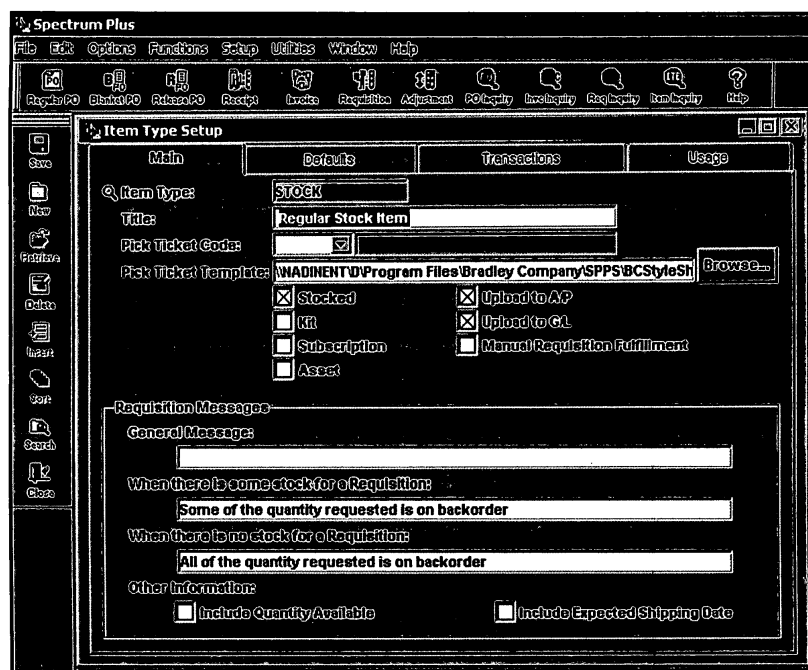 Spectrum Plus
File Edit Options Functions Setup Utilities Window Help
Regular PO Blanket PO Release PO Receipt Invoice Requisition Adjustment PO Inquiry Invc Inquiry Req Inquiry Item Inquiry Help
Item Type Setup
Save
New
Retrieve
Delete
Insert
Sort
Search
Close
Main Defaults Transactions Usage
Item Type: STOCK
Title: Regular Stock Item
Pick Ticket Code:
Pick Ticket Template: \\NADINENT\D\Program Files\Bradley Company\SPPS\BCStyleSh Browse...
Stocked Upload to A/P
Kit Upload to G/L
Subscription Manual Requisition Fulfillment
Asset
Requisition Messages
General Message:
When there is some stock for a Requisition:
Some of the quantity requested is on backorder
When there is no stock for a Requisition:
All of the quantity requested is on backorder
Other Information:
Include Quantity Available Include Expected Shipping Date